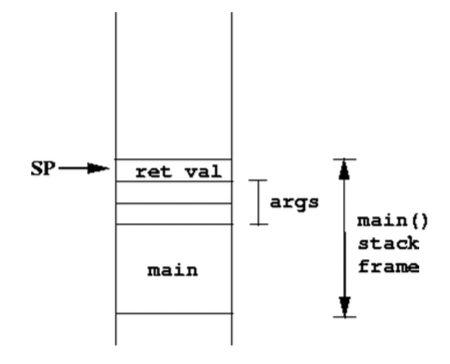 SP
ret val
args
main
main()
stack
frame